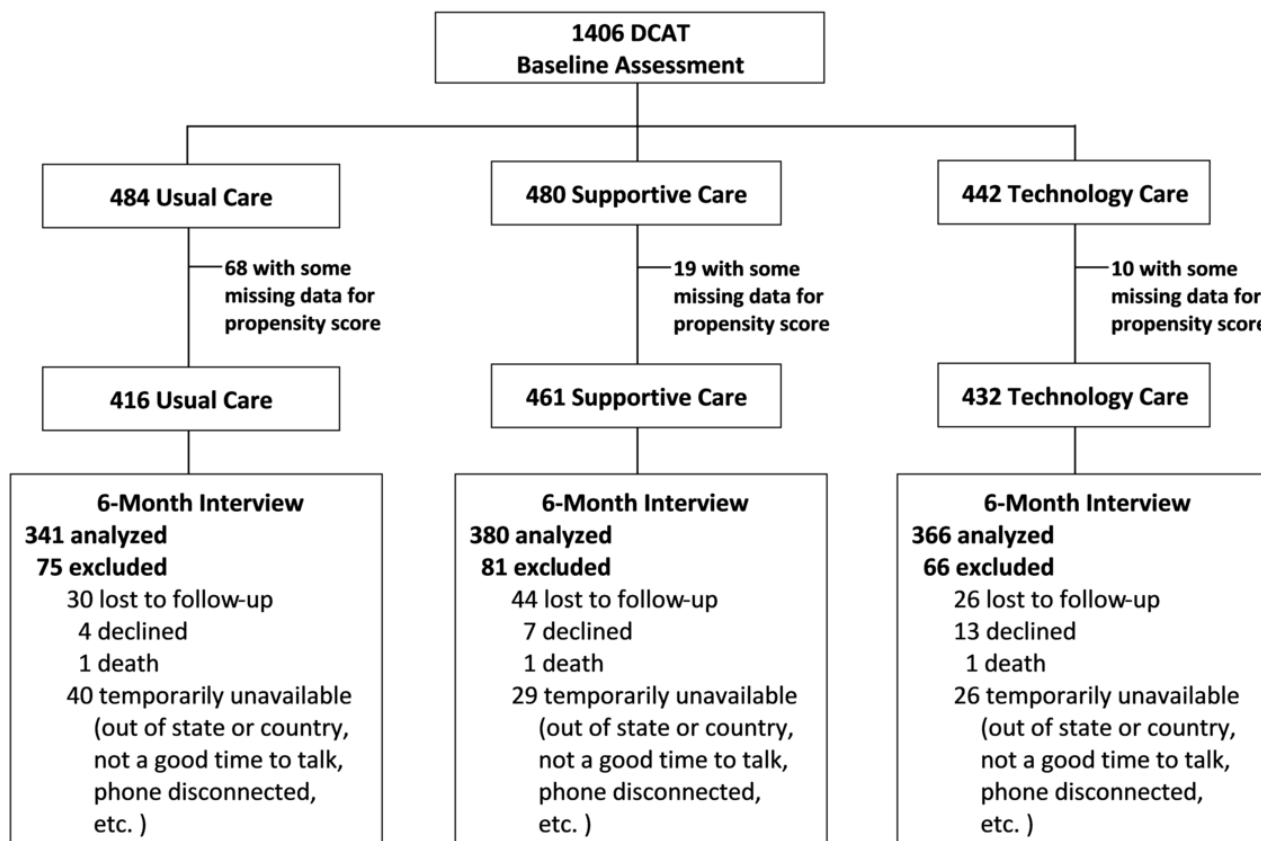 1406 DCAT
Baseline Assessment
484 Usual Care
480 Supportive Care
442 Technology Care
68 with some
missing data for
propensity score
19 with some
missing data for
propensity score
10 with some
missing data for
propensity score
416 Usual Care
461 Supportive Care
432 Technology Care
6-Month Interview
341 analyzed
75 excluded
30 lost to follow-up
4 declined
1 death
40 temporarily unavailable
(out of state or country,
not a good time to talk,
phone disconnected,
etc. )
6-Month Interview
380 analyzed
81 excluded
44 lost to follow-up
7 declined
1 death
29 temporarily unavailable
(out of state or country,
not a good time to talk,
phone disconnected,
etc. )
6-Month Interview
366 analyzed
66 excluded
26 lost to follow-up
13 declined
1 death
26 temporarily unavailable
(out of state or country,
not a good time to talk,
phone disconnected,
etc. )